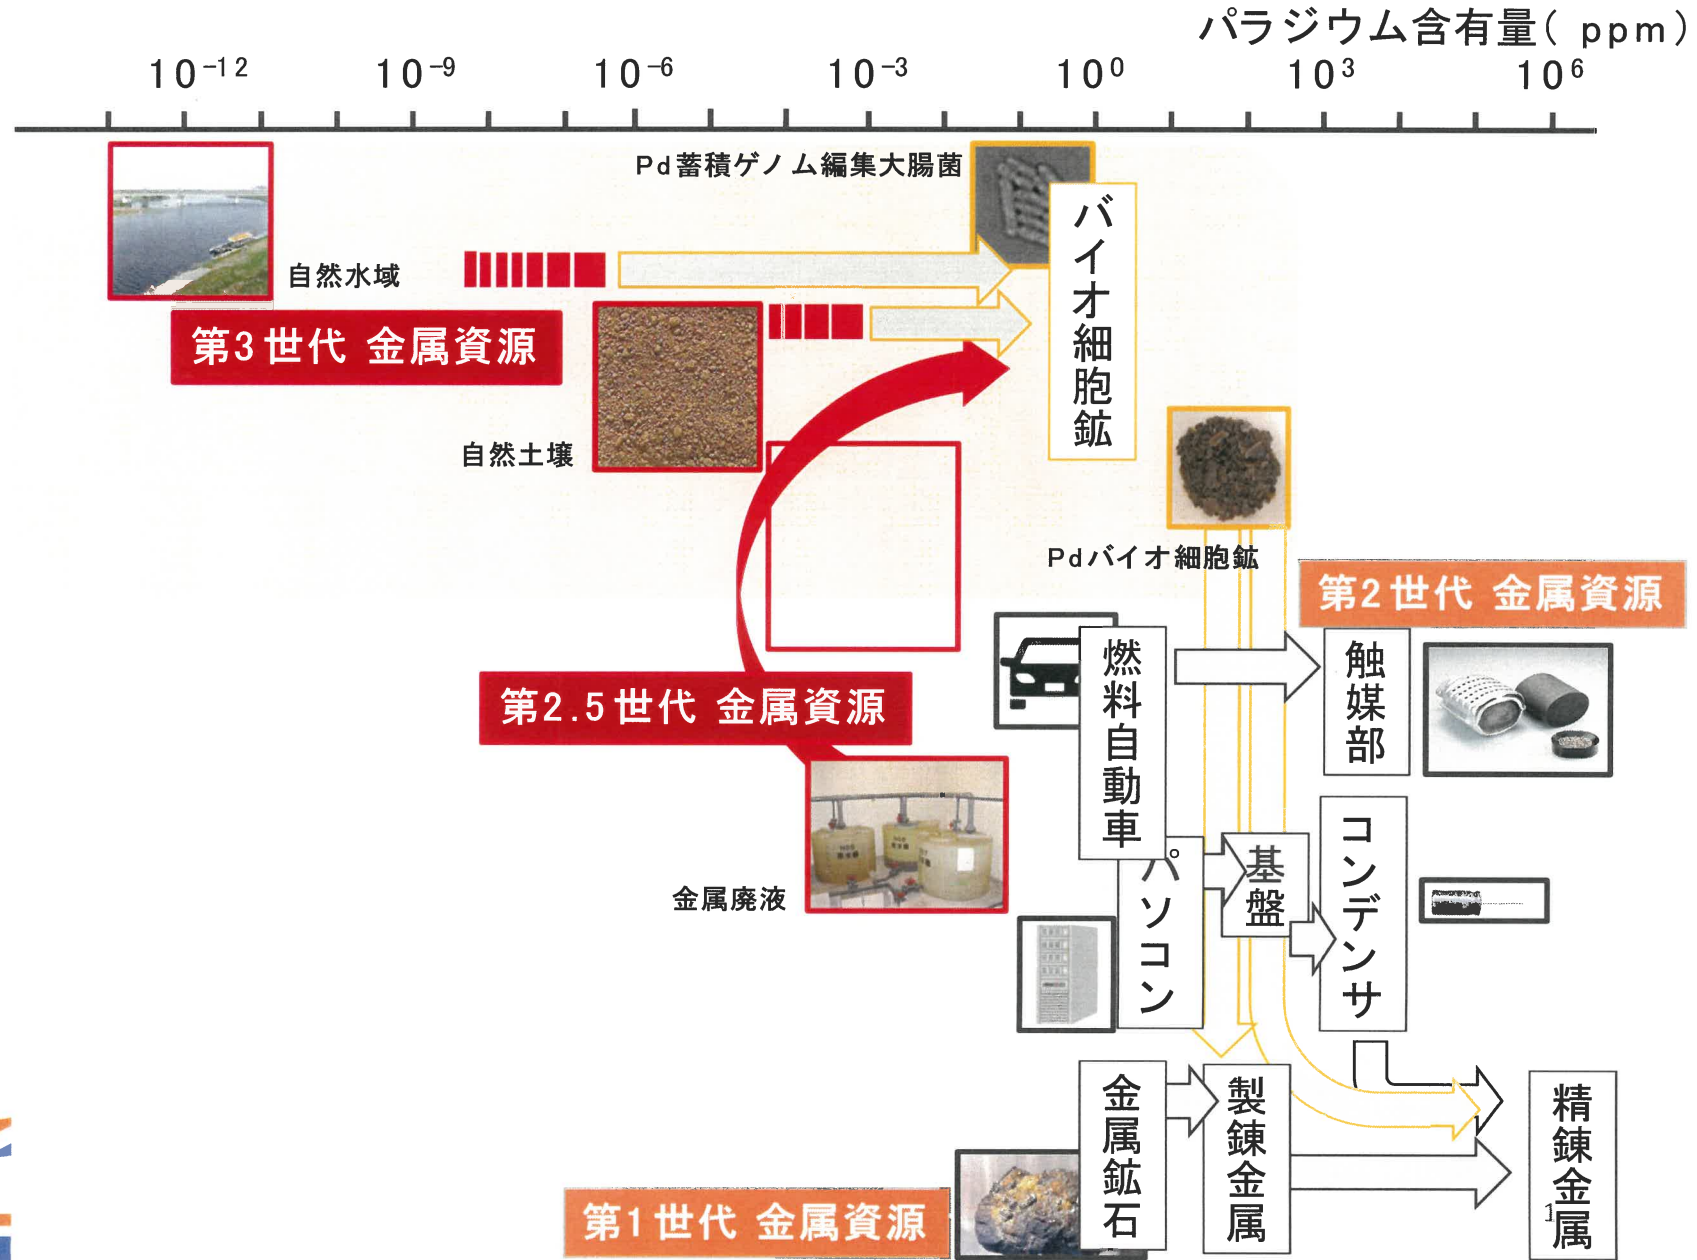 パラジウム含有量( ppm)
10⁻¹² 10⁻⁹ 10⁻⁶ 10⁻³ 10⁰ 10³ 10⁶
Pd蓄積ゲノム編集大腸菌
バイオ細胞鉱
自然水域
第3世代 金属資源
自然土壌
Pdバイオ細胞鉱
第2世代 金属資源
燃料自動車
触媒部
第2.5世代 金属資源
金属廃液
パソコン
基盤
コンデンサ
金属鉱石
製錬金属
精錬金属
第1世代 金属資源
1